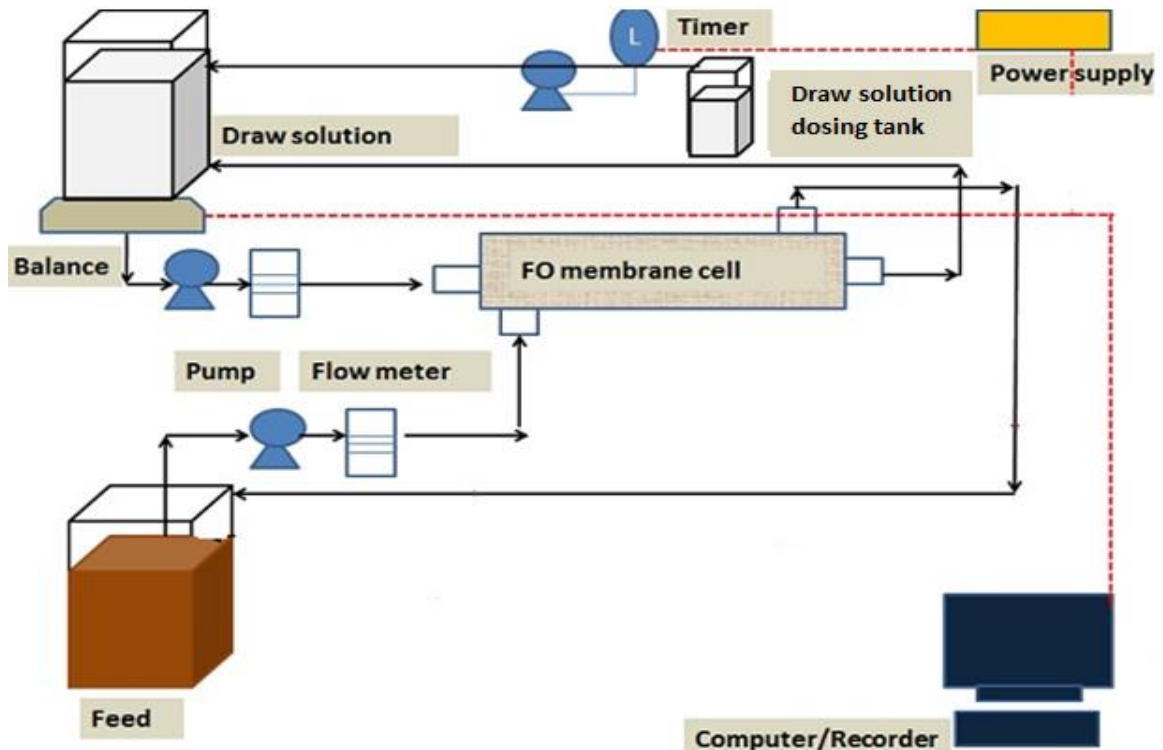 Timer
L
Power supply
Draw solution
dosing tank
Draw solution
Balance
FO membrane cell
Pump
Flow meter
Feed
Computer/Recorder